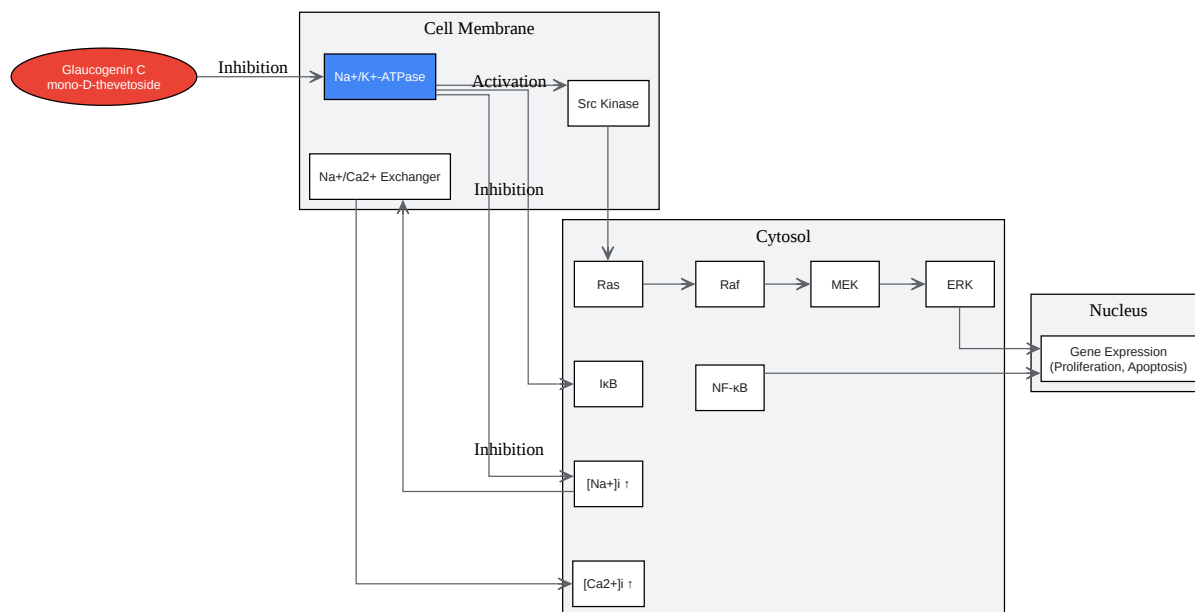 Cell Membrane
Glaucogenin C
mono-D-thevetoside
Inhibition
Na+/K+-ATPase
Activation
Src Kinase
Na+/Ca2+ Exchanger
Inhibition
Cytosol
Ras
Raf
MEK
ERK
Nucleus
Gene Expression
(Proliferation, Apoptosis)
IκB
NF-κB
Inhibition
[Na+]i ↑
[Ca2+]i ↑